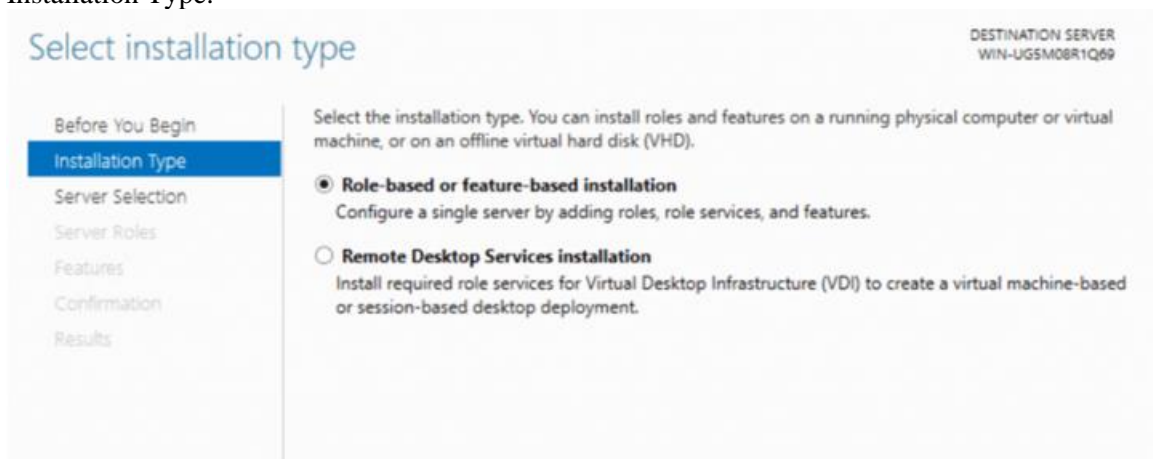 Installation Type.
Select installation type
DESTINATION SERVER
WIN-UG5M08R1Q69
Before You Begin
Installation Type
Server Selection
Server Roles
Features
Confirmation
Results
Select the installation type. You can install roles and features on a running physical computer or virtual
machine, or on an offline virtual hard disk (VHD).
Role-based or feature-based installation
Configure a single server by adding roles, role services, and features.
Remote Desktop Services installation
Install required role services for Virtual Desktop Infrastructure (VDI) to create a virtual machine-based
or session-based desktop deployment.